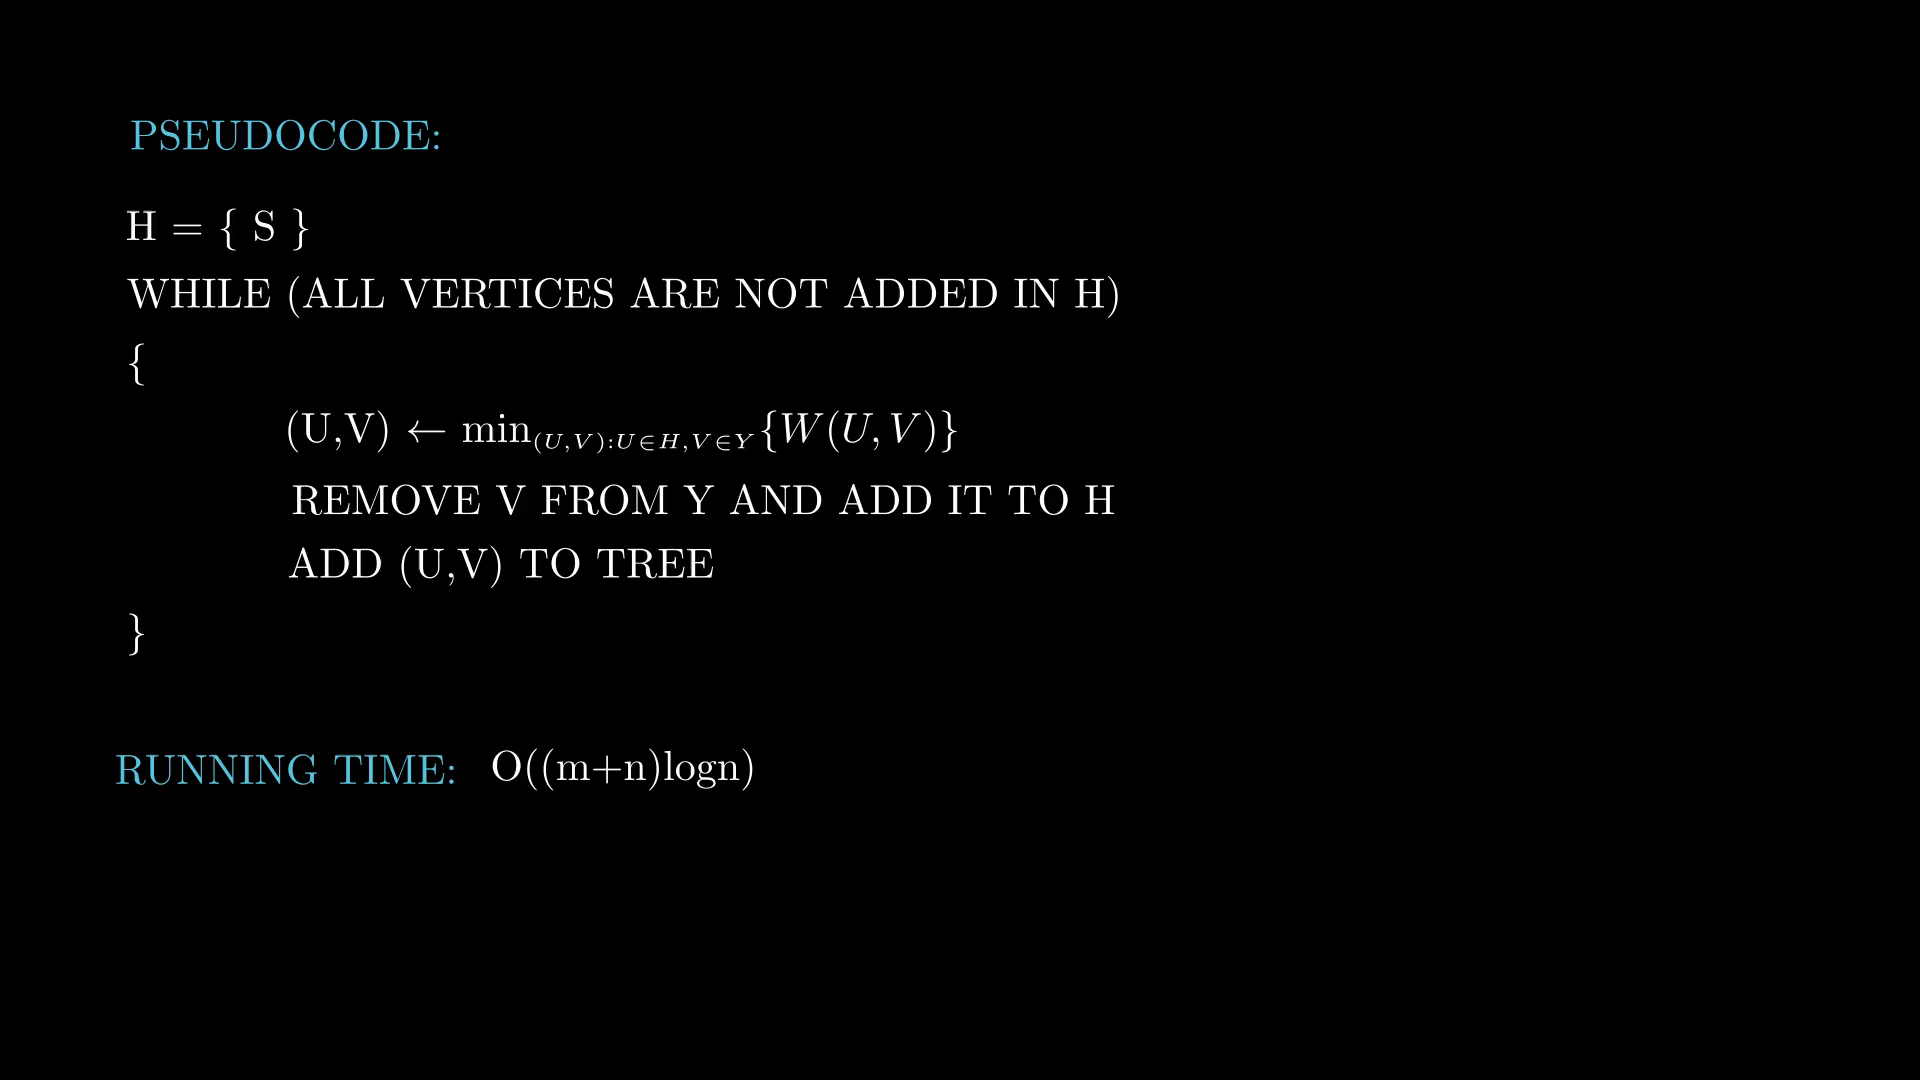 PSEUDOCODE:
H = { S }
WHILE (ALL VERTICES ARE NOT ADDED IN H)
{
(U,V) ← min_{(U,V):U∈H,V∈Y}{W(U,V)}
REMOVE V FROM Y AND ADD IT TO H
ADD (U,V) TO TREE
}
RUNNING TIME: O((m+n)logn)